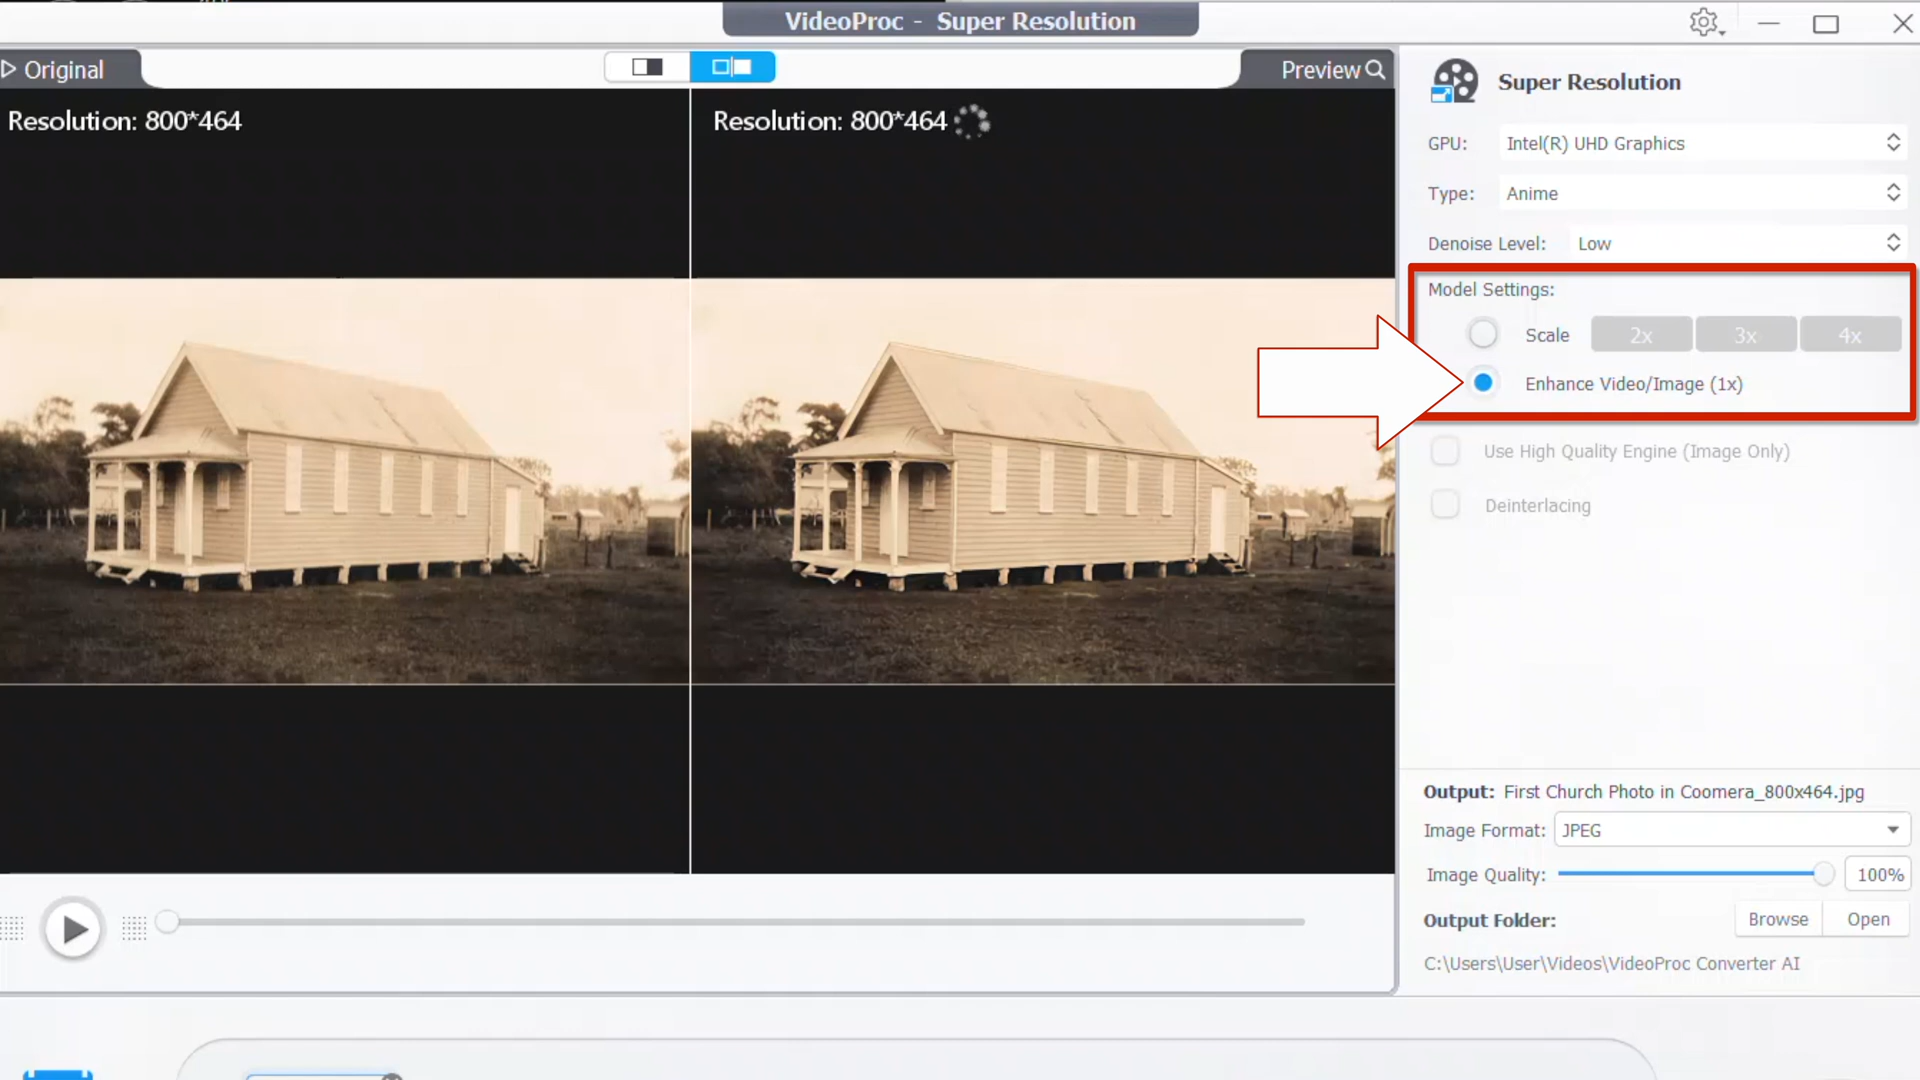 VideoProc - Super Resolution
Original
Preview
Resolution: 800*464
Resolution: 800*464
Super Resolution
GPU: Intel(R) UHD Graphics
Type: Anime
Denoise Level: Low
Model Settings:
Scale 2x 3x 4x
Enhance Video/Image (1x)
Use High Quality Engine (Image Only)
Deinterlacing
Output: First Church Photo in Coomera_800x464.jpg
Image Format: JPEG
Image Quality: 100%
Output Folder: Browse Open
C:\Users\User\Videos\VideoProc Converter AI